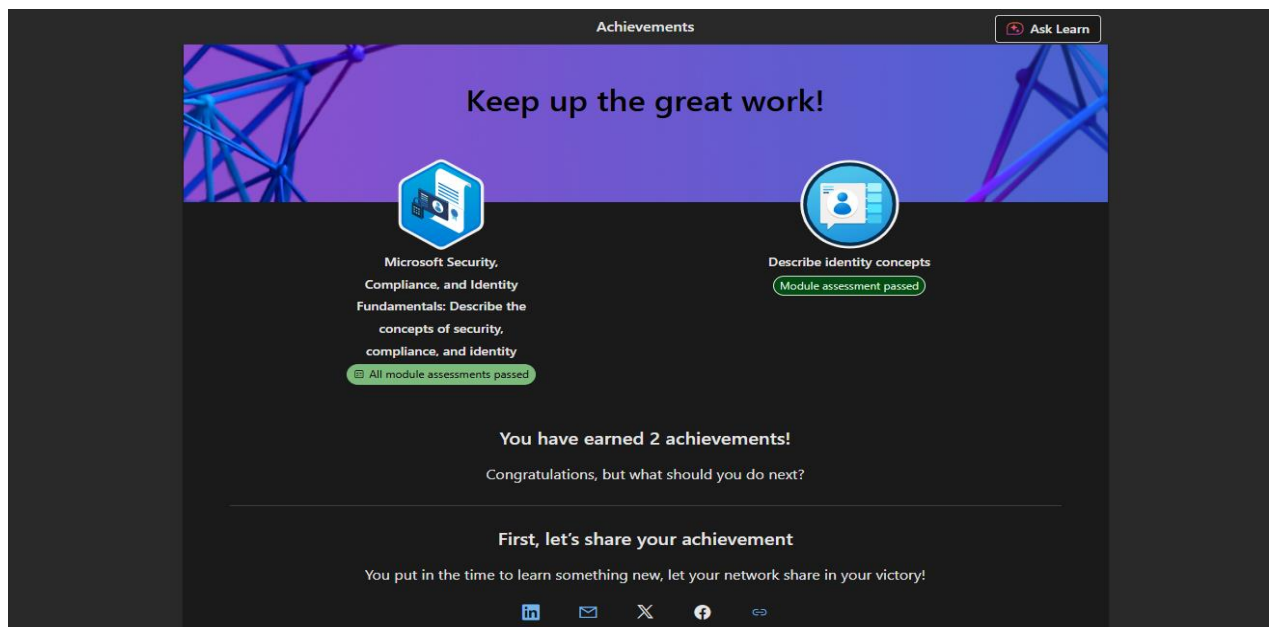 Achievements
Ask Learn
Keep up the great work!
Microsoft Security,
Compliance, and Identity
Fundamentals: Describe the
concepts of security,
compliance, and identity
All module assessments passed
Describe identity concepts
Module assessment passed
You have earned 2 achievements!
Congratulations, but what should you do next?
First, let's share your achievement
You put in the time to learn something new, let your network share in your victory!